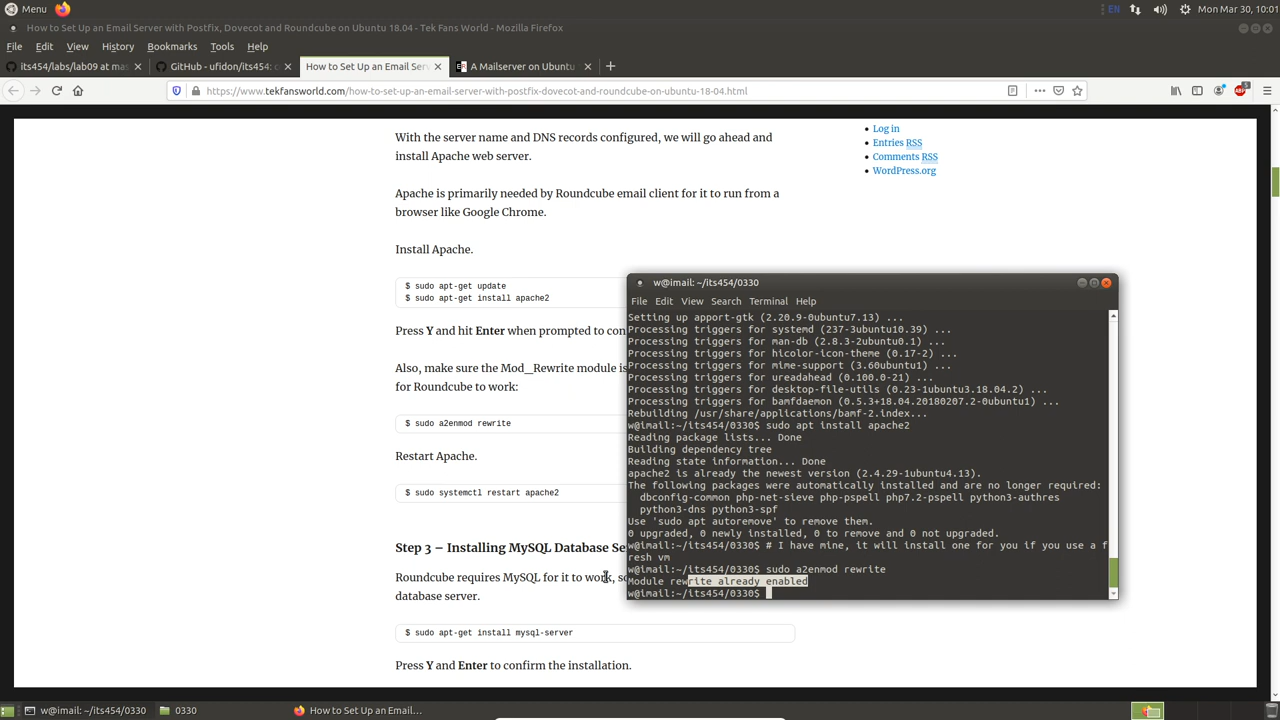 Menu
EN
Mon Mar 30, 10:01
How to Set Up an Email Server with Postfix, Dovecot and Roundcube on Ubuntu 18.04 - Tek Fans World - Mozilla Firefox
File Edit View History Bookmarks Tools Help
its454/labs/lab09 at mas
GitHub - ufidon/its454: c
How to Set Up an Email Serv
A Mailserver on Ubuntu
https://www.tekfansworld.com/how-to-set-up-an-email-server-with-postfix-dovecot-and-roundcube-on-ubuntu-18-04.html
With the server name and DNS records configured, we will go ahead and
install Apache web server.
Apache is primarily needed by Roundcube email client for it to run from a
browser like Google Chrome.
Install Apache.
$ sudo apt-get update
$ sudo apt-get install apache2
Press Y and hit Enter when prompted to con
Also, make sure the Mod_Rewrite module is
for Roundcube to work:
$ sudo a2enmod rewrite
Restart Apache.
$ sudo systemctl restart apache2
Step 3 – Installing MySQL Database Se
Roundcube requires MySQL for it to work, so
database server.
$ sudo apt-get install mysql-server
Press Y and Enter to confirm the installation.
Log in
Entries RSS
Comments RSS
WordPress.org
w@imail: ~/its454/0330
File Edit View Search Terminal Help
Setting up apport-gtk (2.20.9-0ubuntu7.13) ...
Processing triggers for systemd (237-3ubuntu10.39) ...
Processing triggers for man-db (2.8.3-2ubuntu0.1) ...
Processing triggers for hicolor-icon-theme (0.17-2) ...
Processing triggers for mime-support (3.60ubuntu1) ...
Processing triggers for ureadahead (0.100.0-21) ...
Processing triggers for desktop-file-utils (0.23-1ubuntu3.18.04.2) ...
Processing triggers for bamfdaemon (0.5.3+18.04.20180207.2-0ubuntu1) ...
Rebuilding /usr/share/applications/bamf-2.index...
w@imail:~/its454/0330$ sudo apt install apache2
Reading package lists... Done
Building dependency tree
Reading state information... Done
apache2 is already the newest version (2.4.29-1ubuntu4.13).
The following packages were automatically installed and are no longer required:
dbconfig-common php-net-sieve php-pspell php7.2-pspell python3-authres
python3-dns python3-spf
Use 'sudo apt autoremove' to remove them.
0 upgraded, 0 newly installed, 0 to remove and 0 not upgraded.
w@imail:~/its454/0330$ # I have mine, it will install one for you if you use a f
resh vm
w@imail:~/its454/0330$ sudo a2enmod rewrite
Module rewrite already enabled
w@imail:~/its454/0330$
w@imail: ~/its454/0330
0330
How to Set Up an Email...